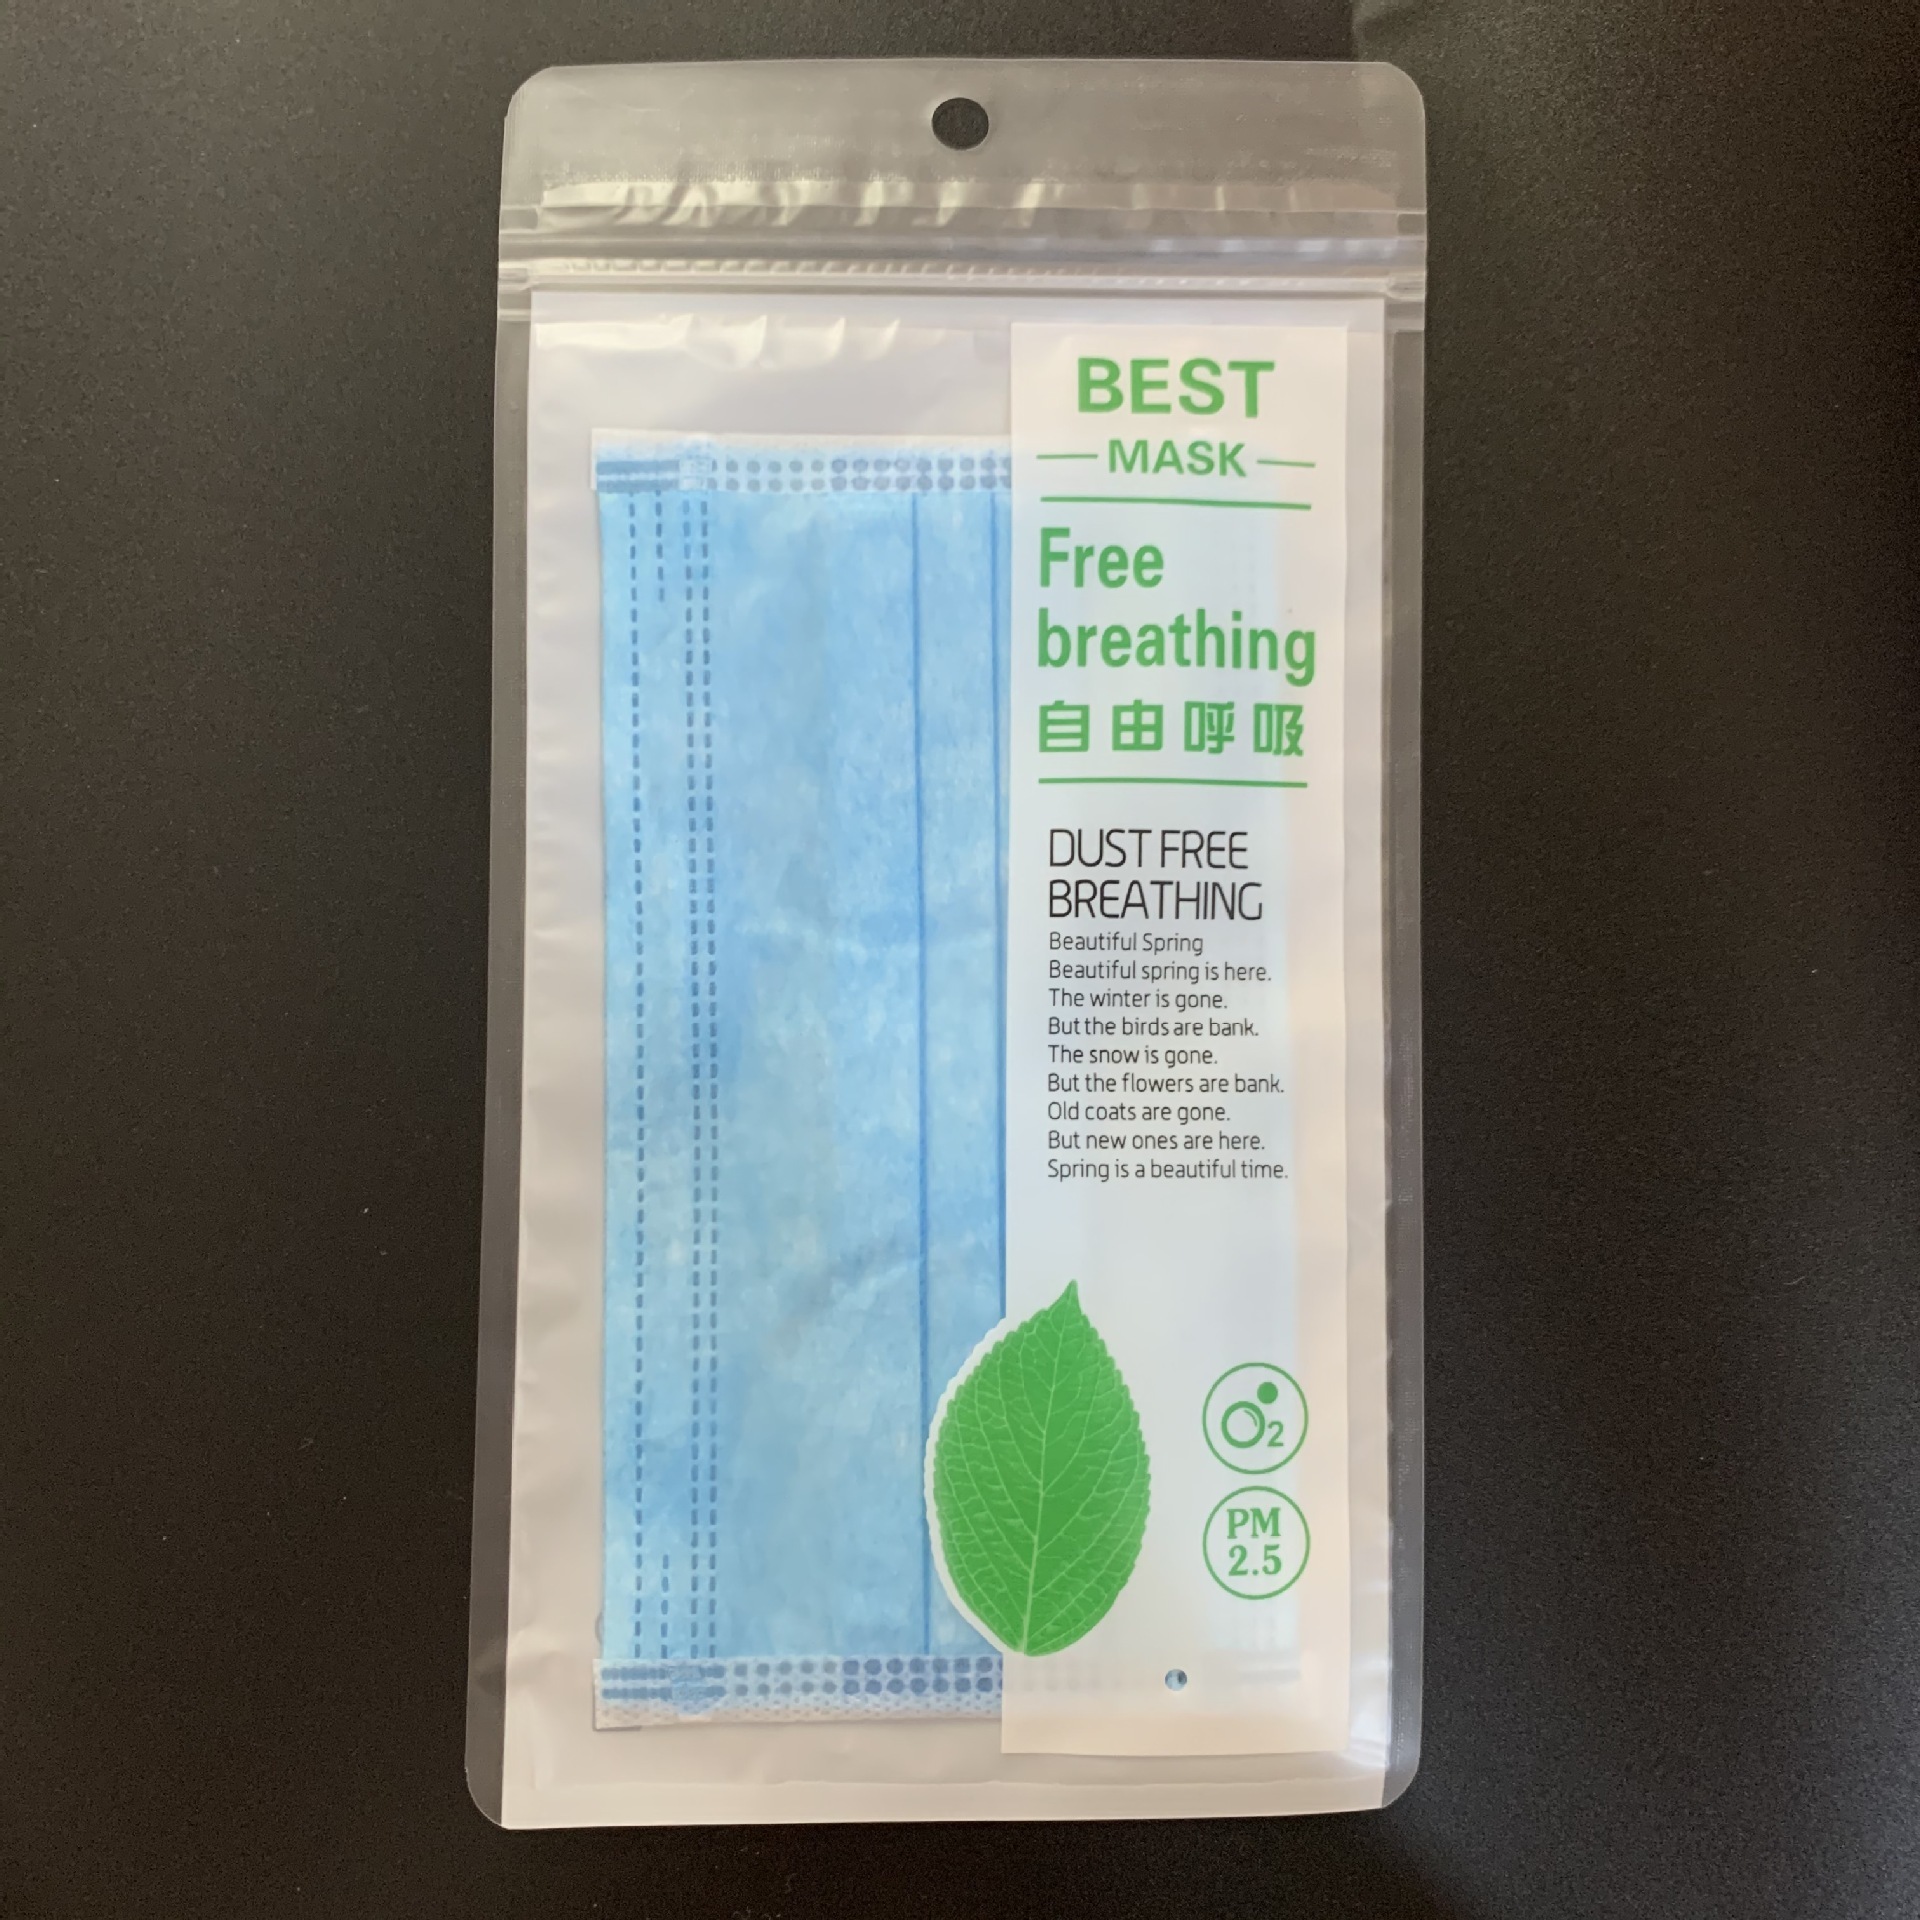 BEST
MASK
Free
breathing
自由呼吸
DUST FREE
BREATHING
Beautiful Spring
Beautiful spring is here.
The winter is gone.
But the birds are bank.
The snow is gone.
But the flowers are bank.
Old coats are gone.
But new ones are here.
Spring is a beautiful time.
O2
PM
2.5